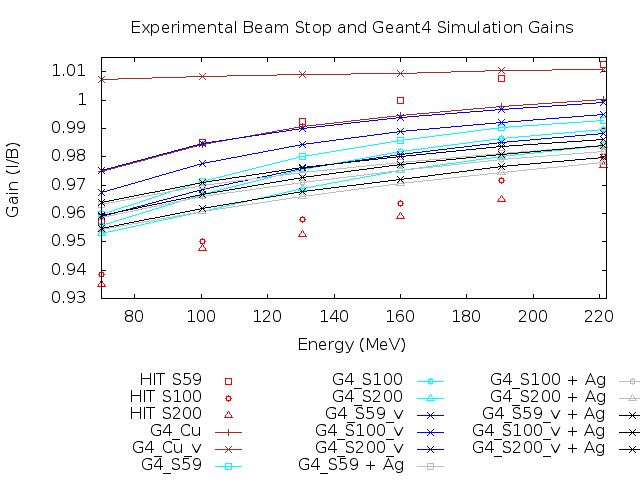 Experimental Beam Stop and Geant4 Simulation Gains
Gain (I/B)
1.01
1
0.99
0.98
0.97
0.96
0.95
0.94
0.93
80
100
120
140
160
180
200
220
Energy (MeV)
HIT S59
HIT S100
HIT S200
G4_Cu
G4_Cu_v
G4_S59
G4_S100
G4_S200
G4_S59_v
G4_S100_v
G4_S200_v
G4_S59 + Ag
G4_S100 + Ag
G4_S200 + Ag
G4_S59_v + Ag
G4_S100_v + Ag
G4_S200_v + Ag